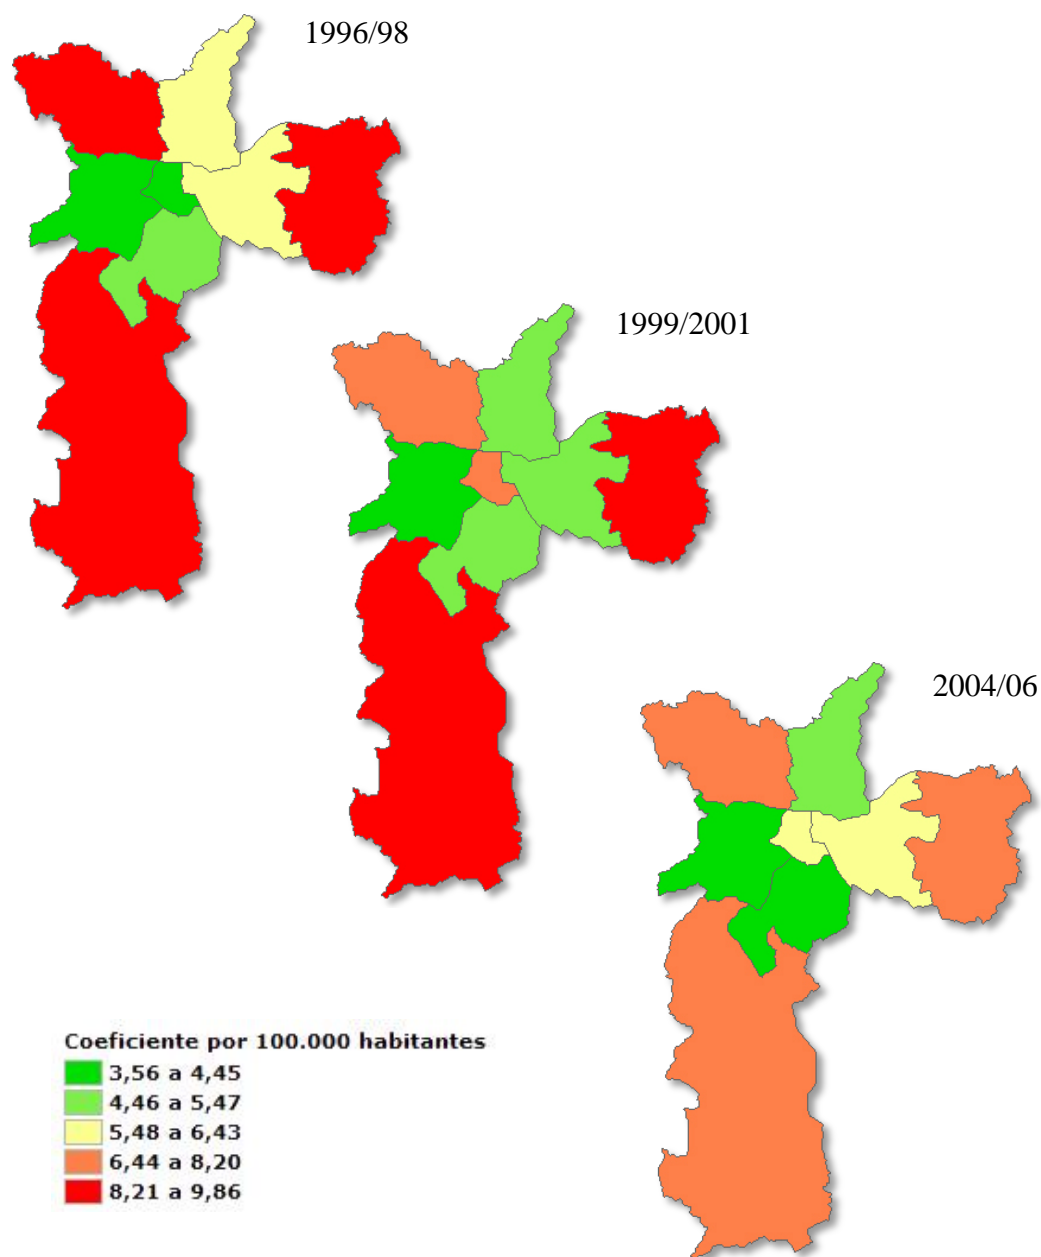 1996/98
1999/2001
2004/06
Coeficiente por 100.000 habitantes
3,56 a 4,45
4,46 a 5,47
5,48 a 6,43
6,44 a 8,20
8,21 a 9,86